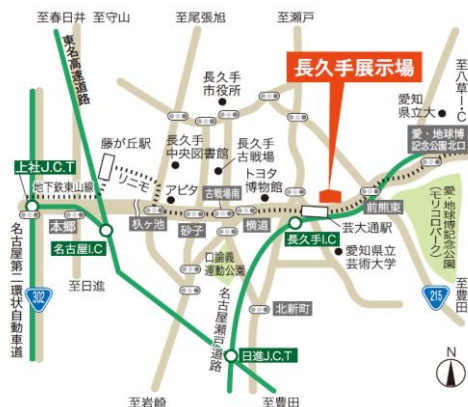 至春日井
至守山
至尾張旭
至瀬戸
東名高速道路
長久手
市役所
長久手展示場
愛知
県立大
至八草I・C
藤が丘駅
長久手
中央図書館
長久手
古戦場
愛・地球博
記念公園北口
上社J.C.T
地下鉄東山線
リニモ
アピタ
古戦場南
トヨタ
博物館
本郷
名古屋I.C
杁ヶ池
砂子
横道
長久手I.C
芸大通駅
前熊東
愛・地球博記念公園
(モリコロパーク)
名古屋第二環状自動車道
302
至日進
口論義
運動公園
愛知県立
芸術大学
名古屋瀬戸道路
北新町
215
至豊田
日進J.C.T
至岩崎
至豊田
N